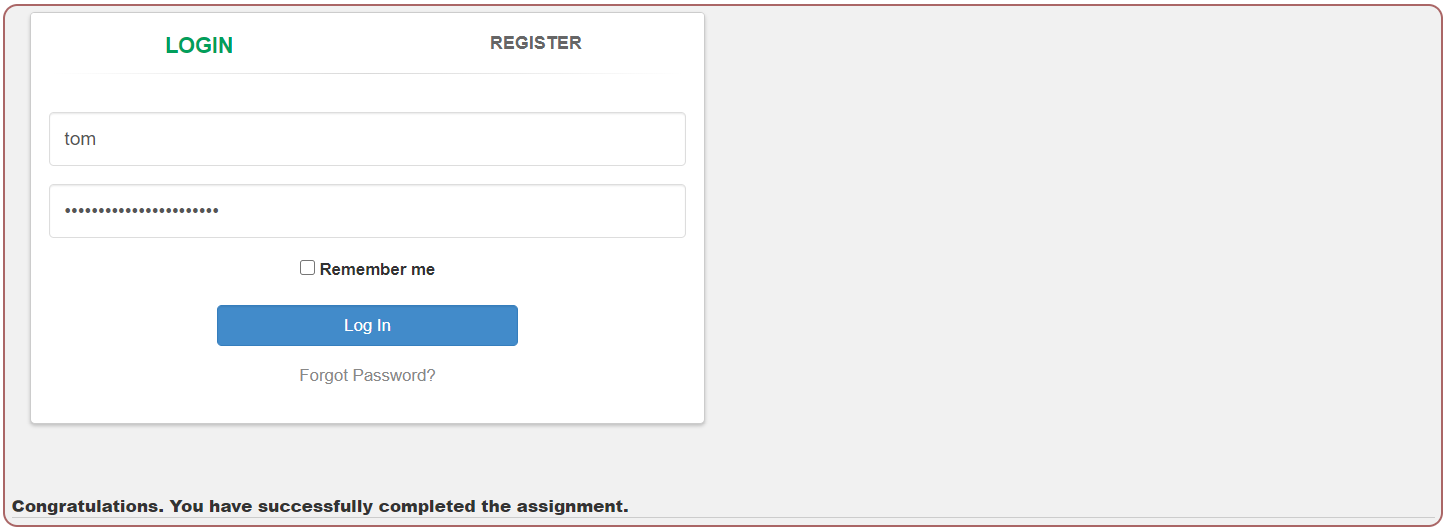 LOGIN REGISTER
tom
•••••••••••••••••••••••
Remember me
Log In
Forgot Password?
Congratulations. You have successfully completed the assignment.